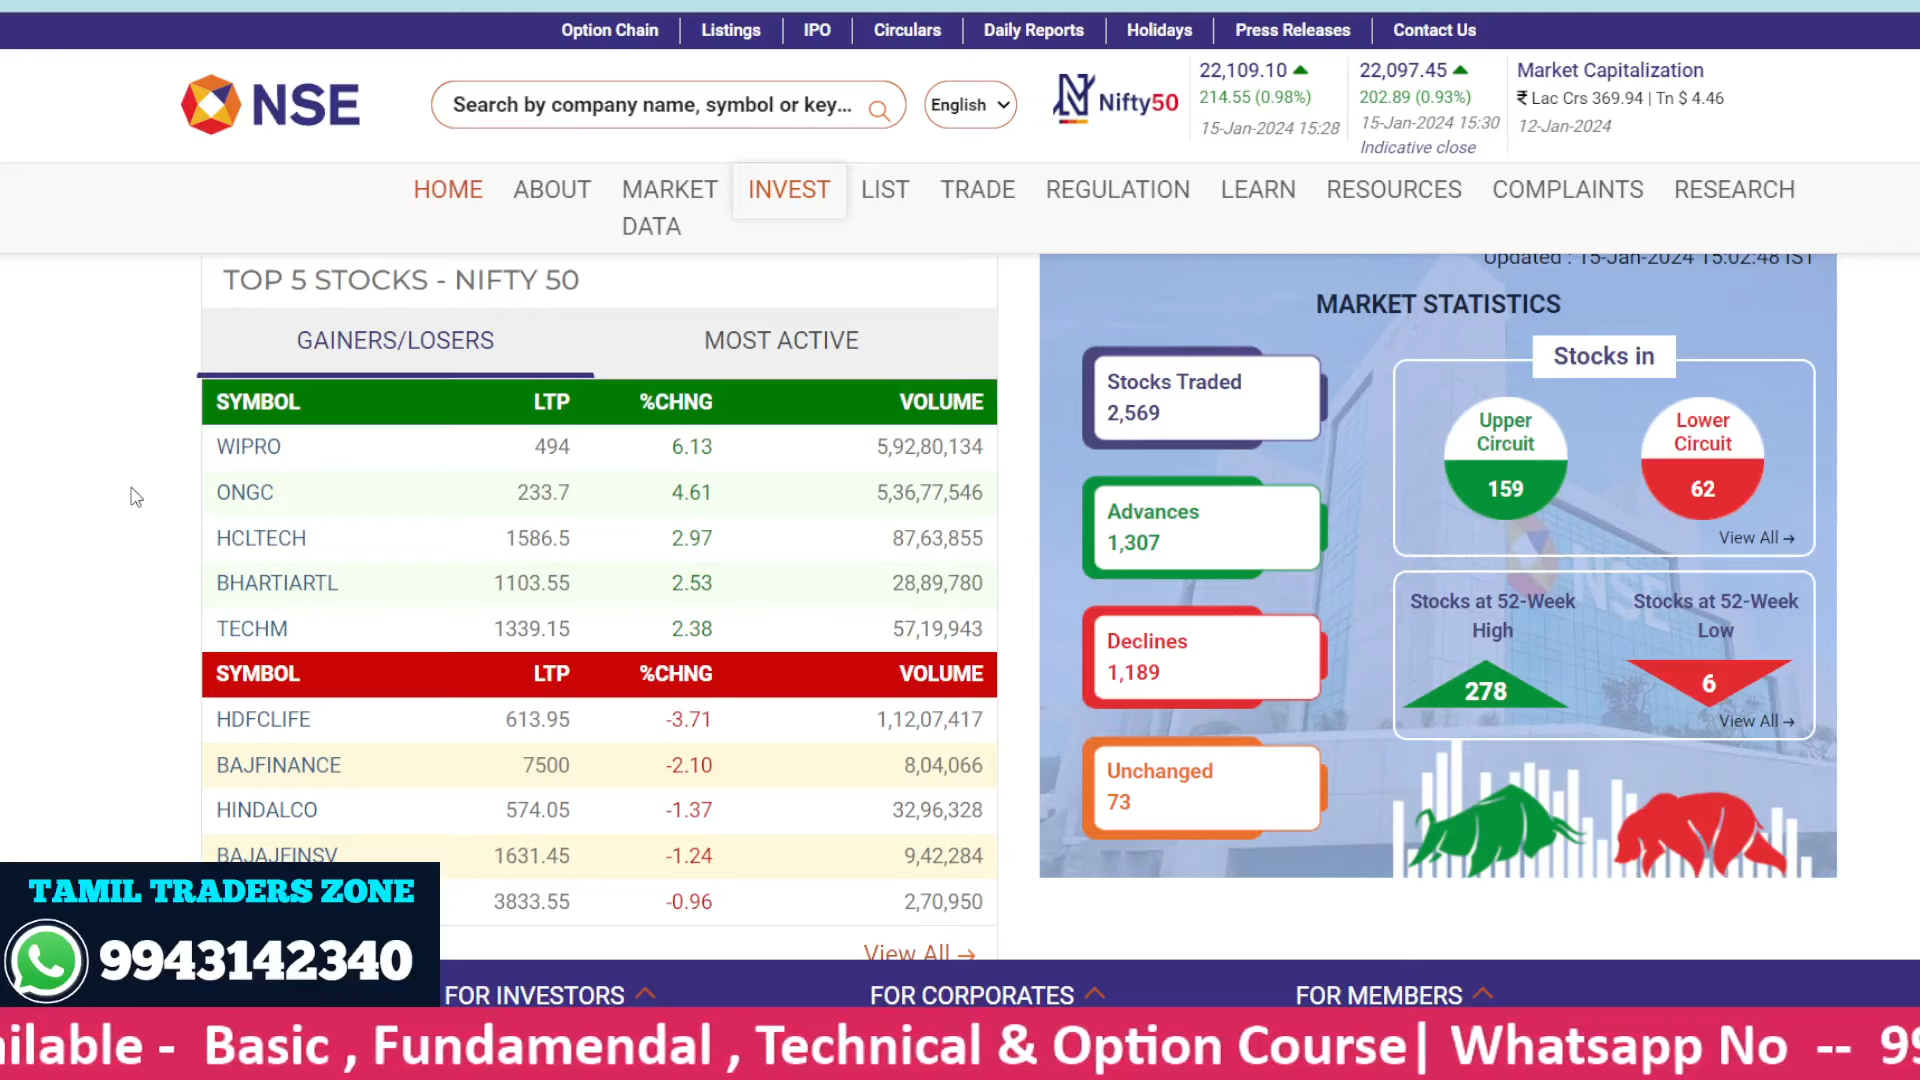 Option Chain
Listings
IPO
Circulars
Daily Reports
Holidays
Press Releases
Contact Us
NSE
Search by company name, symbol or key...
English
Nifty50
22,109.10
214.55 (0.98%)
15-Jan-2024 15:28
22,097.45
202.89 (0.93%)
15-Jan-2024 15:30
Indicative close
Market Capitalization
₹ Lac Crs 369.94 | Tn $ 4.46
12-Jan-2024
HOME
ABOUT
MARKET
DATA
INVEST
LIST
TRADE
REGULATION
LEARN
RESOURCES
COMPLAINTS
RESEARCH
TOP 5 STOCKS - NIFTY 50
GAINERS/LOSERS
MOST ACTIVE
SYMBOL LTP %CHNG VOLUME
WIPRO 494 6.13 5,92,80,134
ONGC 233.7 4.61 5,36,77,546
HCLTECH 1586.5 2.97 87,63,855
BHARTIARTL 1103.55 2.53 28,89,780
TECHM 1339.15 2.38 57,19,943
SYMBOL LTP %CHNG VOLUME
HDFCLIFE 613.95 -3.71 1,12,07,417
BAJFINANCE 7500 -2.10 8,04,066
HINDALCO 574.05 -1.37 32,96,328
BAJAJFINSV 1631.45 -1.24 9,42,284
3833.55 -0.96 2,70,950
View All →
Updated : 15-Jan-2024 15:02:48 IST
MARKET STATISTICS
Stocks Traded
2,569
Advances
1,307
Declines
1,189
Unchanged
73
Stocks in
Upper
Circuit
159
Lower
Circuit
62
View All →
Stocks at 52-Week
High
278
Stocks at 52-Week
Low
6
View All →
NSE
TAMIL TRADERS ZONE
9943142340
FOR INVESTORS
FOR CORPORATES
FOR MEMBERS
ilable - Basic , Fundamendal , Technical & Option Course| Whatsapp No -- 99